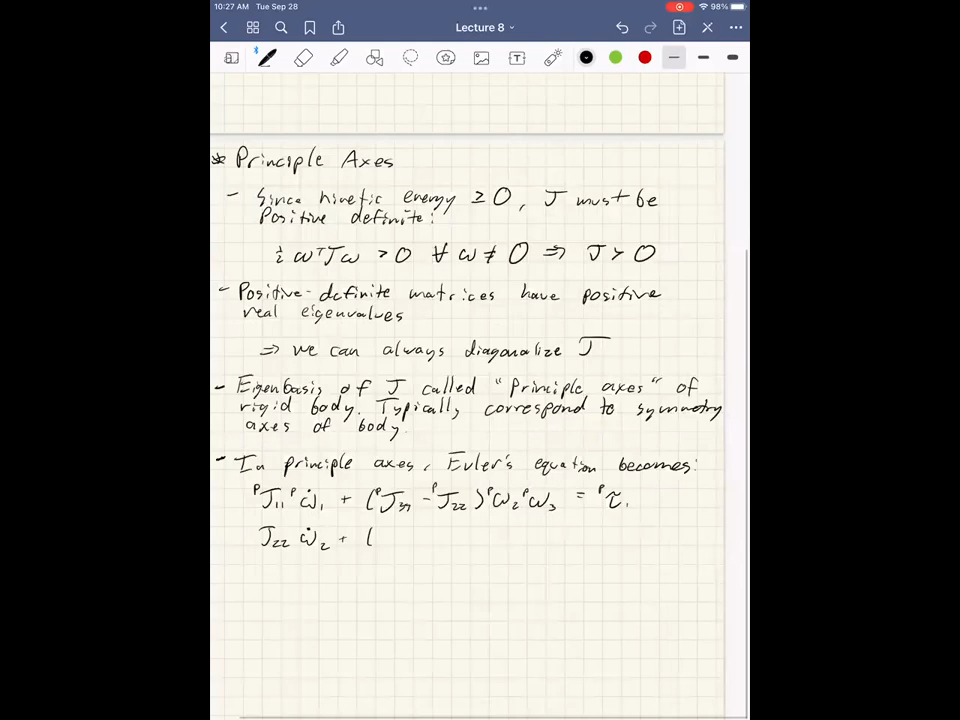 10:27 AM Tue Sep 28
98%
Lecture 8
* Principle Axes
- Since kinetic energy ≥ 0, J must be
Positive definite:
½ ωᵀJω > 0 ∀ ω ≠ 0 ⇒ J > 0
- Positive-definite matrices have positive
real eigenvalues
⇒ we can always diagonalize J
- Eigenbasis of J called "Principle axes" of
rigid body. Typically correspond to symmetry
axes of body.
- In principle axes, Euler's equation becomes:
ᴾJ₁₁ ᴾω̇₁ + (ᴾJ₃₃ - ᴾJ₂₂) ᴾω₂ ᴾω₃ = ᴾτ₁
J₂₂ ω̇₂ + (